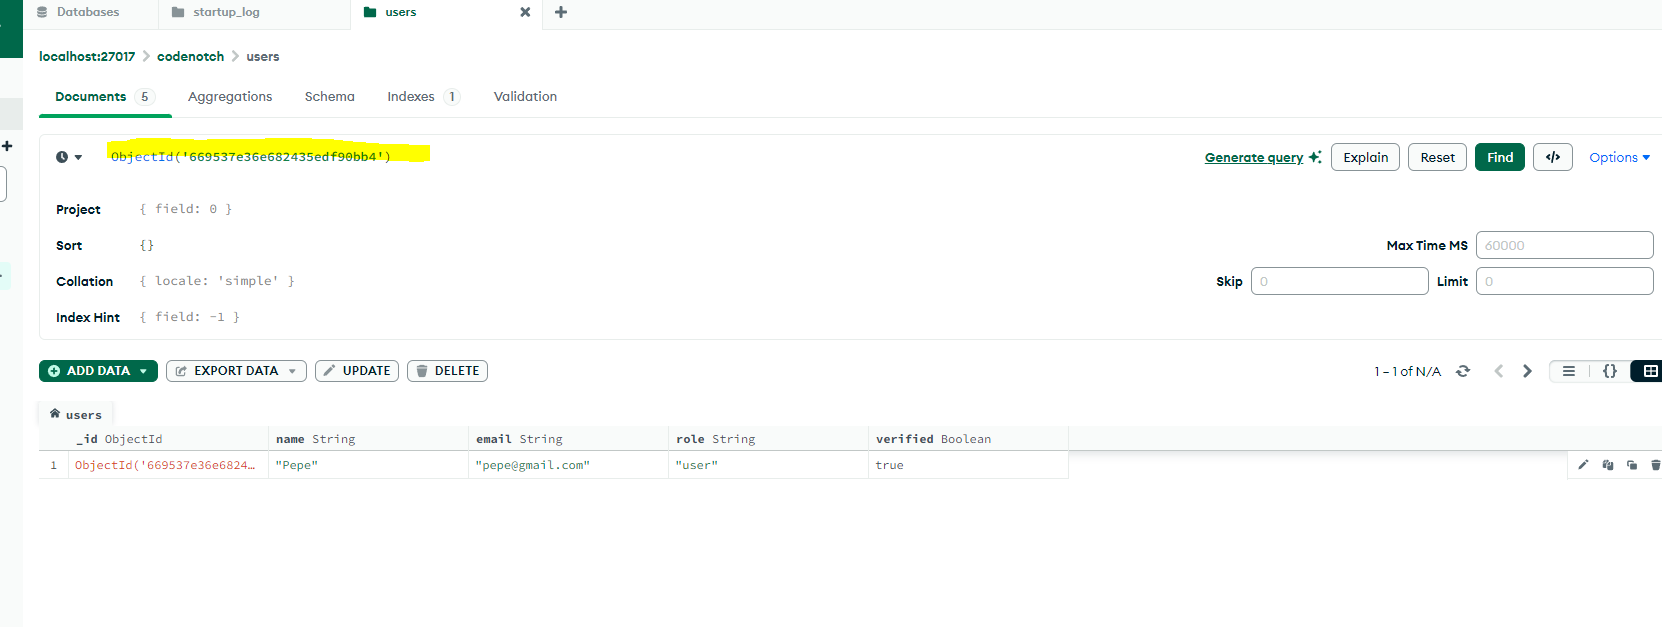 Databases startup_log users
localhost:27017 > codenotch > users
Documents 5 Aggregations Schema Indexes 1 Validation
ObjectId('669537e36e682435edf90bb4') Generate query Explain Reset Find </> Options
Project { field: 0 }
Sort {} Max Time MS 60000
Collation { locale: 'simple' } Skip 0 Limit 0
Index Hint { field: -1 }
ADD DATA EXPORT DATA UPDATE DELETE 1 – 1 of N/A {}
users
_id ObjectId name String email String role String verified Boolean
1 ObjectId('669537e36e6824… "Pepe" "pepe@gmail.com" "user" true